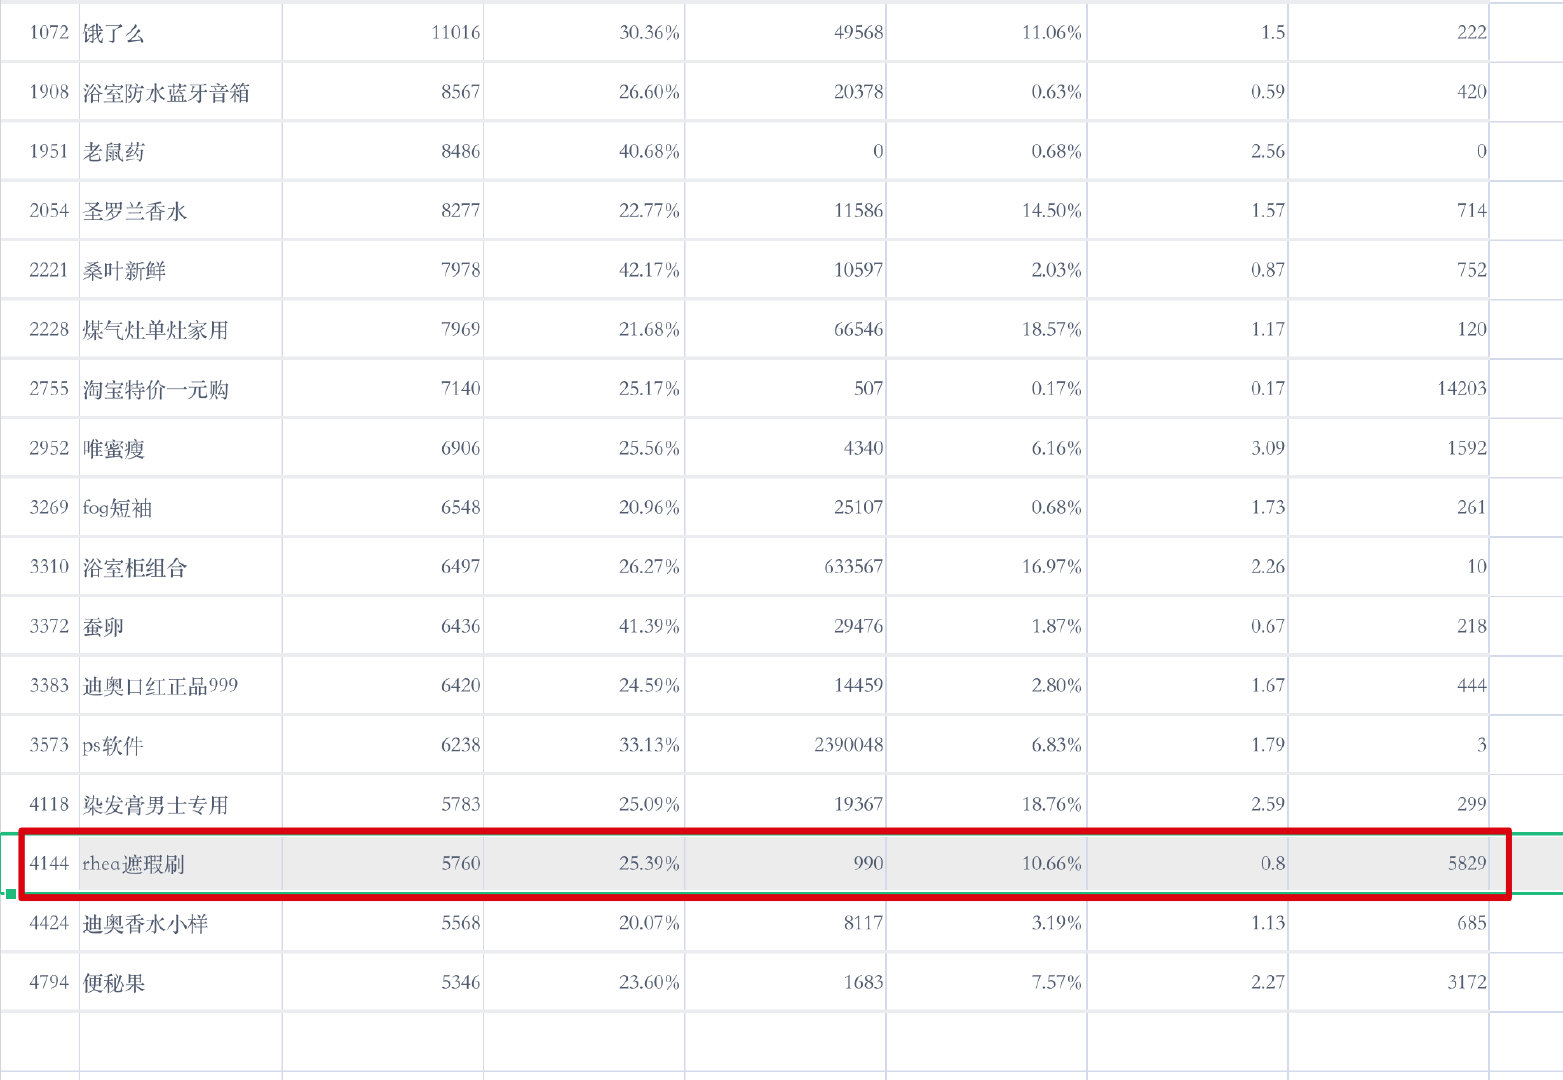 1072 饿了么 11016 30.36% 49568 11.06% 1.5 222
1908 浴室防水蓝牙音箱 8567 26.60% 20378 0.63% 0.59 420
1951 老鼠药 8486 40.68% 0 0.68% 2.56 0
2054 圣罗兰香水 8277 22.77% 11586 14.50% 1.57 714
2221 桑叶新鲜 7978 42.17% 10597 2.03% 0.87 752
2228 煤气灶单灶家用 7969 21.68% 66546 18.57% 1.17 120
2755 淘宝特价一元购 7140 25.17% 507 0.17% 0.17 14203
2952 唯蜜瘦 6906 25.56% 4340 6.16% 3.09 1592
3269 fog短袖 6548 20.96% 25107 0.68% 1.73 261
3310 浴室柜组合 6497 26.27% 633567 16.97% 2.26 10
3372 蚕卵 6436 41.39% 29476 1.87% 0.67 218
3383 迪奥口红正品999 6420 24.59% 14459 2.80% 1.67 444
3573 ps软件 6238 33.13% 2390048 6.83% 1.79 3
4118 染发膏男士专用 5783 25.09% 19367 18.76% 2.59 299
4144 rhea遮瑕刷 5760 25.39% 990 10.66% 0.8 5829
4424 迪奥香水小样 5568 20.07% 8117 3.19% 1.13 685
4794 便秘果 5346 23.60% 1683 7.57% 2.27 3172